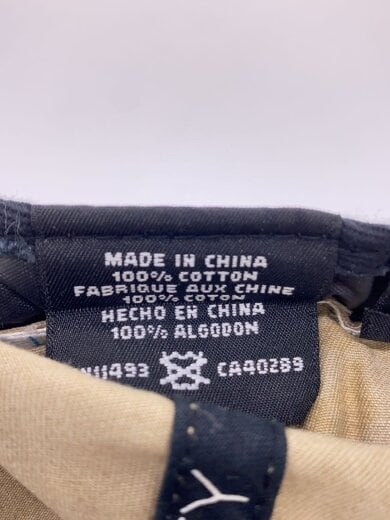 MADE IN CHINA
100% COTTON
FABRIQUE AUX CHINE
100% COTON
HECHO EN CHINA
100% ALGODON
CA40289
Y